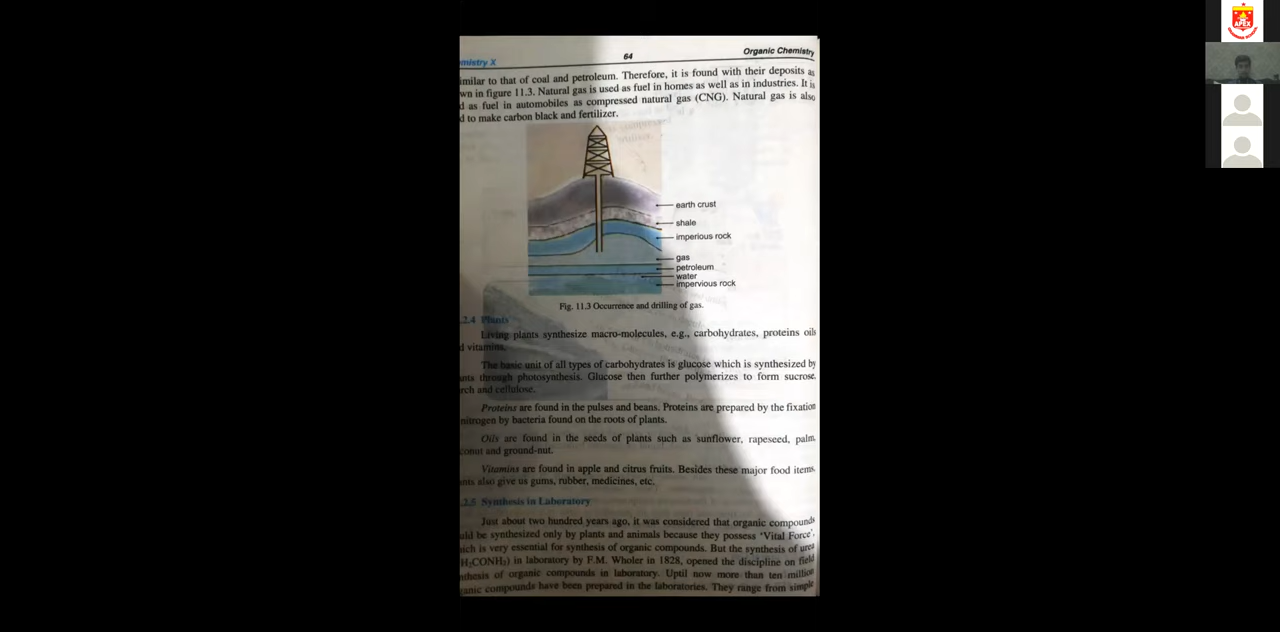 APEX
mistry X
64
Organic Chemistry
imilar to that of coal and petroleum. Therefore, it is found with their deposits as
wn in figure 11.3. Natural gas is used as fuel in homes as well as in industries. It is
d as fuel in automobiles as compressed natural gas (CNG). Natural gas is also
d to make carbon black and fertilizer.
earth crust
shale
imperious rock
gas
petroleum
water
impervious rock
Fig. 11.3 Occurrence and drilling of gas.
.2.4 Plants
Living plants synthesize macro-molecules, e.g., carbohydrates, proteins oils
d vitamins.
The basic unit of all types of carbohydrates is glucose which is synthesized by
nts through photosynthesis. Glucose then further polymerizes to form sucrose,
rch and cellulose.
Proteins are found in the pulses and beans. Proteins are prepared by the fixation
nitrogen by bacteria found on the roots of plants.
Oils are found in the seeds of plants such as sunflower, rapeseed, palm,
conut and ground-nut.
Vitamins are found in apple and citrus fruits. Besides these major food items,
nts also give us gums, rubber, medicines, etc.
.2.5 Synthesis in Laboratory
Just about two hundred years ago, it was considered that organic compounds
uld be synthesized only by plants and animals because they possess 'Vital Force',
ich is very essential for synthesis of organic compounds. But the synthesis of urea
H₂CONH₂) in laboratory by F.M. Wholer in 1828, opened the discipline on field
nthesis of organic compounds in laboratory. Uptil now more than ten million
ganic compounds have been prepared in the laboratories. They range from simple